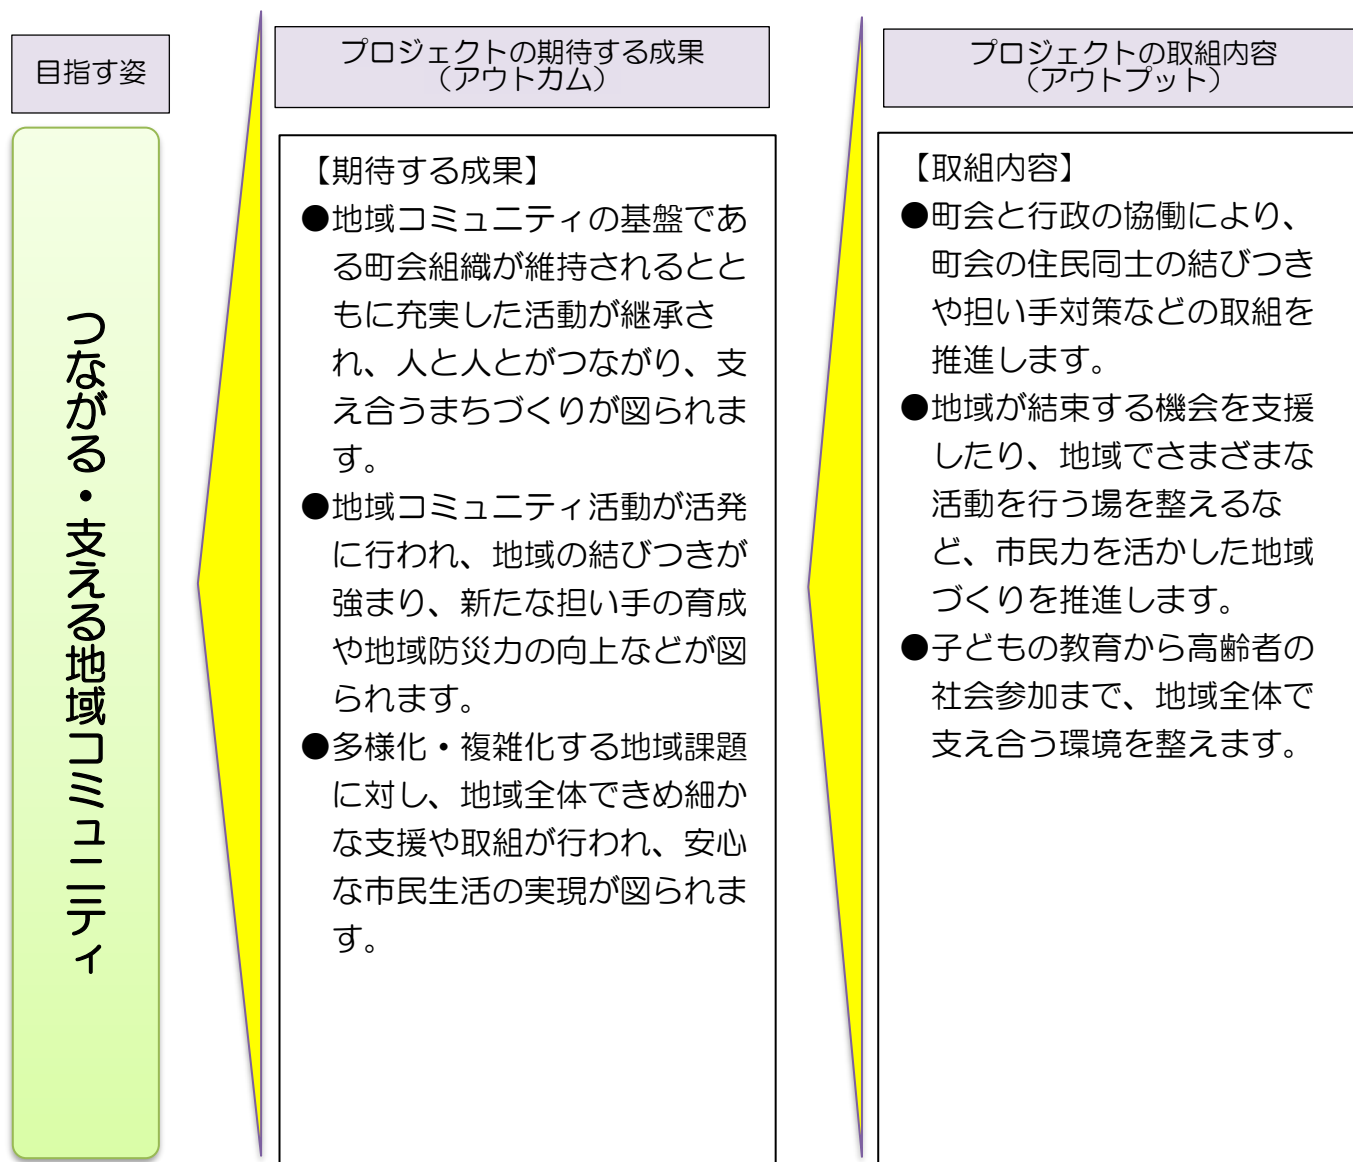 目指す姿
つながる・支える地域コミュニティ
プロジェクトの期待する成果
（アウトカム）
【期待する成果】
●地域コミュニティの基盤であ
る町会組織が維持されるとと
もに充実した活動が継承さ
れ、人と人とがつながり、支
え合うまちづくりが図られま
す。
●地域コミュニティ活動が活発
に行われ、地域の結びつきが
強まり、新たな担い手の育成
や地域防災力の向上などが図
られます。
●多様化・複雑化する地域課題
に対し、地域全体できめ細か
な支援や取組が行われ、安心
な市民生活の実現が図られま
す。
プロジェクトの取組内容
（アウトプット）
【取組内容】
●町会と行政の協働により、
町会の住民同士の結びつき
や担い手対策などの取組を
推進します。
●地域が結束する機会を支援
したり、地域でさまざまな
活動を行う場を整えるな
ど、市民力を活かした地域
づくりを推進します。
●子どもの教育から高齢者の
社会参加まで、地域全体で
支え合う環境を整えます。